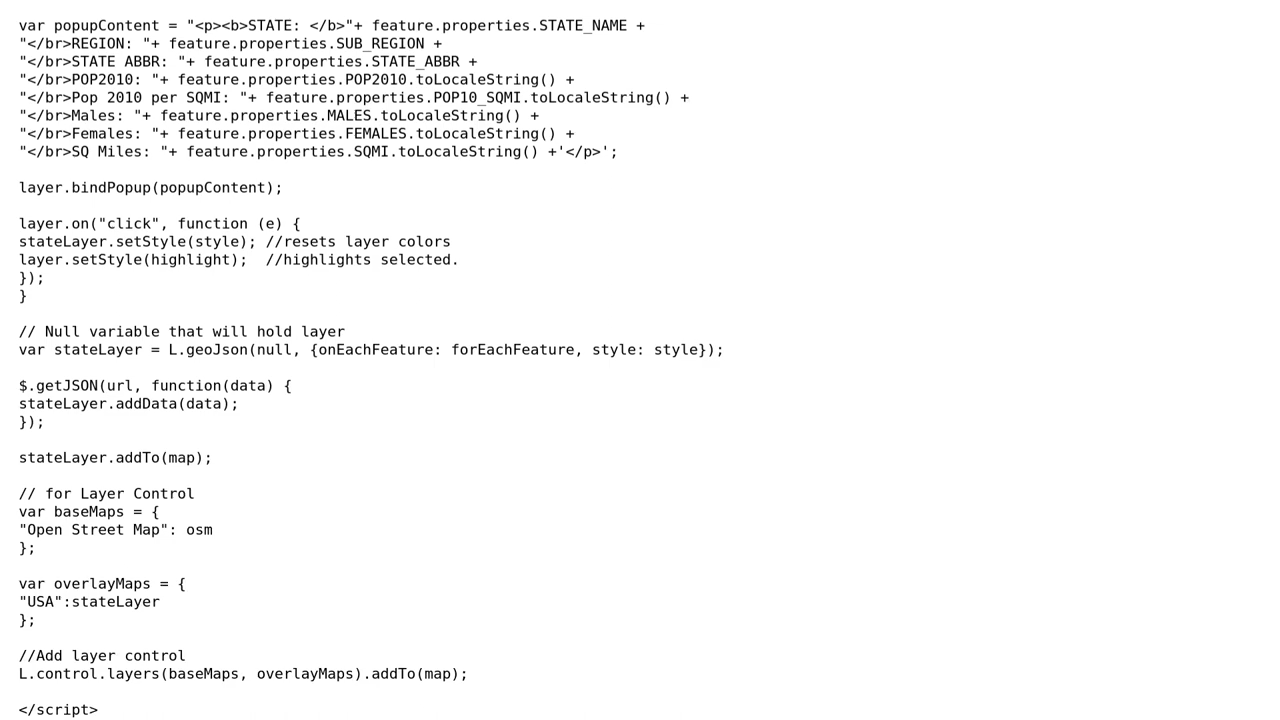 var popupContent = "<p><b>STATE: </b>"+ feature.properties.STATE_NAME +
"</br>REGION: "+ feature.properties.SUB_REGION +
"</br>STATE ABBR: "+ feature.properties.STATE_ABBR +
"</br>POP2010: "+ feature.properties.POP2010.toLocaleString() +
"</br>Pop 2010 per SQMI: "+ feature.properties.POP10_SQMI.toLocaleString() +
"</br>Males: "+ feature.properties.MALES.toLocaleString() +
"</br>Females: "+ feature.properties.FEMALES.toLocaleString() +
"</br>SQ Miles: "+ feature.properties.SQMI.toLocaleString() +'</p>';

layer.bindPopup(popupContent);

layer.on("click", function (e) {
stateLayer.setStyle(style); //resets layer colors
layer.setStyle(highlight);  //highlights selected.
});
}

// Null variable that will hold layer
var stateLayer = L.geoJson(null, {onEachFeature: forEachFeature, style: style});

$.getJSON(url, function(data) {
stateLayer.addData(data);
});

stateLayer.addTo(map);

// for Layer Control
var baseMaps = {
"Open Street Map": osm
};

var overlayMaps = {
"USA":stateLayer
};

//Add layer control
L.control.layers(baseMaps, overlayMaps).addTo(map);

</script>